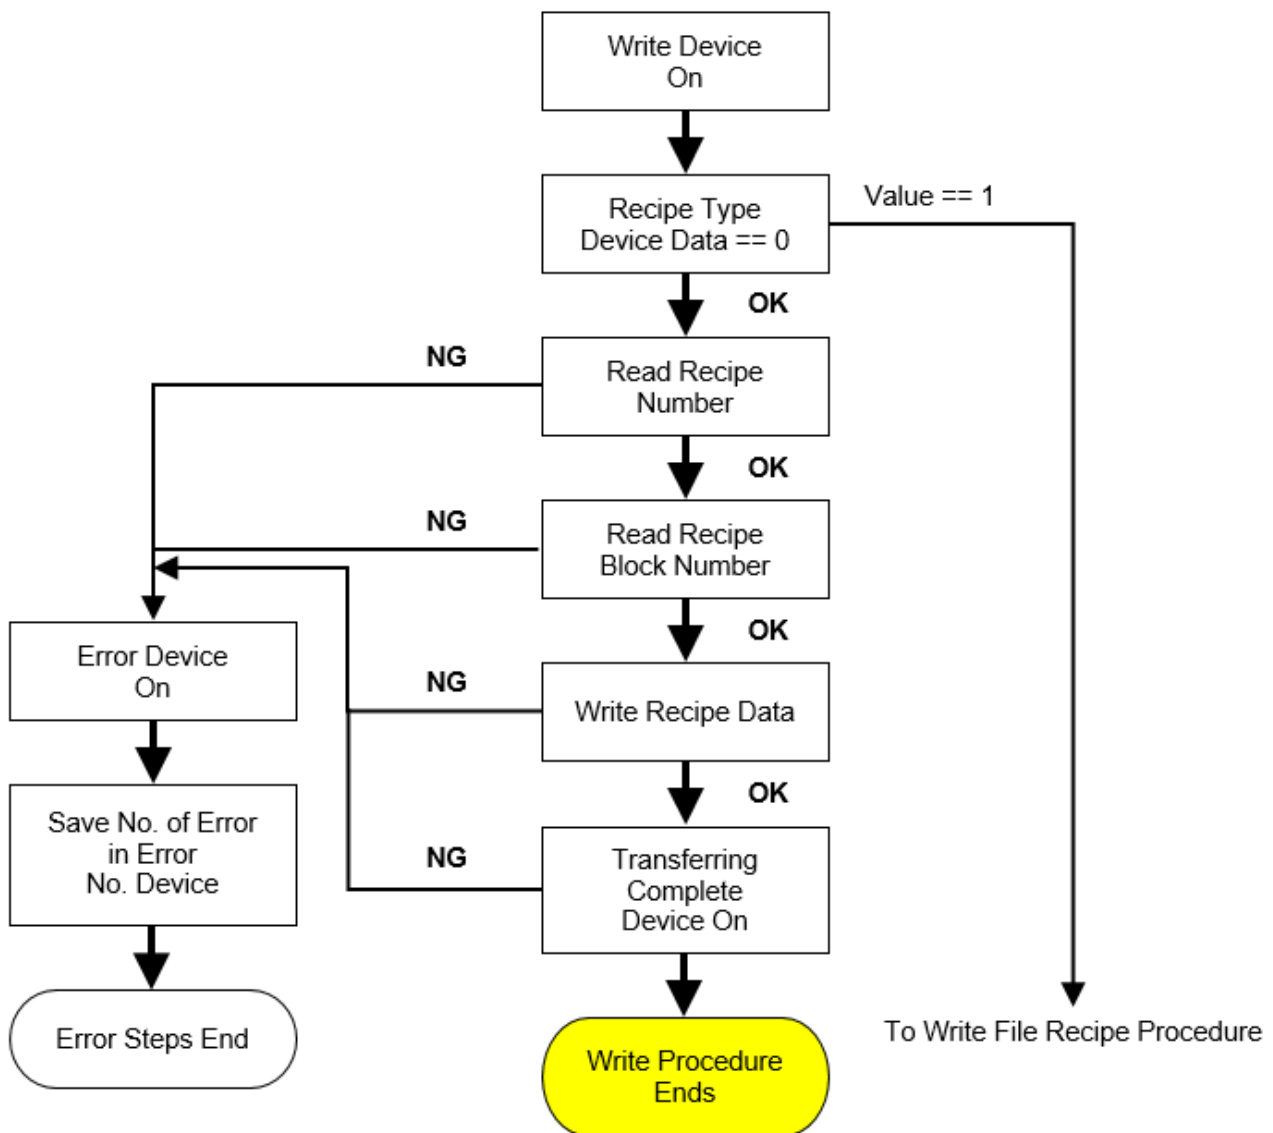 Write Device
On
Value == 1
Recipe Type
Device Data == 0
OK
NG
Read Recipe
Number
OK
NG
Read Recipe
Block Number
OK
Error Device
On
NG
Write Recipe Data
OK
Save No. of Error
in Error
No. Device
NG
Transferring
Complete
Device On
Error Steps End
To Write File Recipe Procedure
Write Procedure
Ends